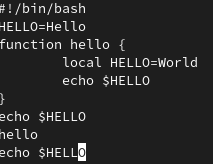 #!/bin/bash
HELLO=Hello
function hello {
        local HELLO=World
        echo $HELLO
}
echo $HELLO
hello
echo $HELLO